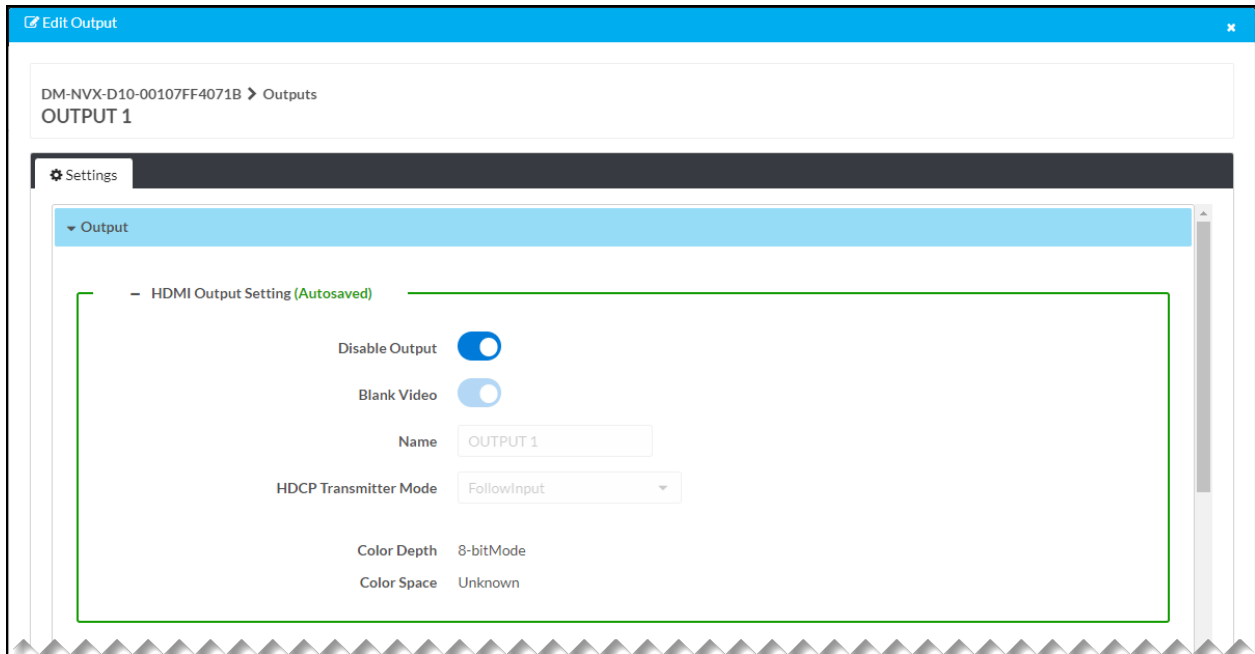 Edit Output
DM-NVX-D10-00107FF4071B > Outputs
OUTPUT 1
Settings
Output
– HDMI Output Setting (Autosaved)
Disable Output
Blank Video
Name OUTPUT 1
HDCP Transmitter Mode FollowInput
Color Depth 8-bitMode
Color Space Unknown